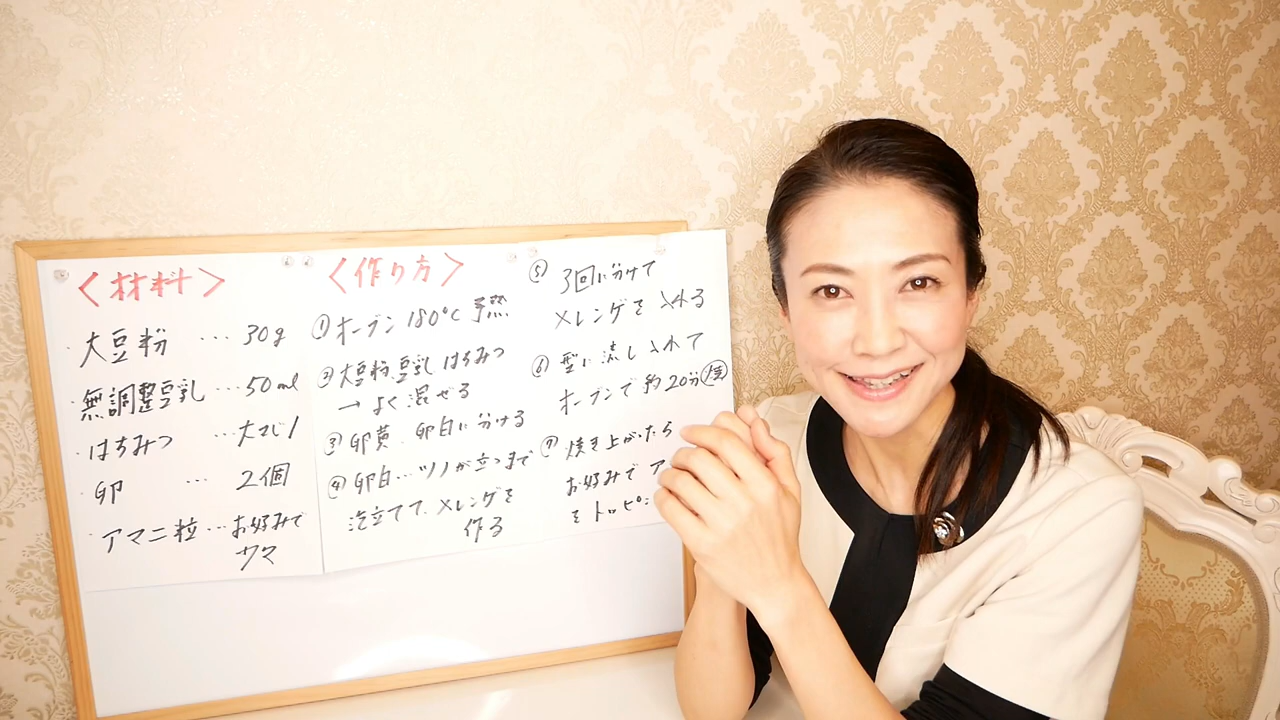 〈材料〉
・大豆粉 … 30g
・無調整豆乳 … 50ml
・はちみつ … 大さじ1
・卵 … 2個
・アマニ粒 … お好みで
〈作り方〉
① オーブン 180℃ 予熱
② 大豆粉、豆乳、はちみつ
→ よく混ぜる
③ 卵黄、卵白に分ける
④ 卵白…ツノが立つまで
泡立てて、メレンゲを
作る
⑤ 3回に分けて
メレンゲを入れる
⑥ 型に流し入れて
オーブンで約20分焼
⑦ 焼き上がったら
お好みで ア
をトッピン